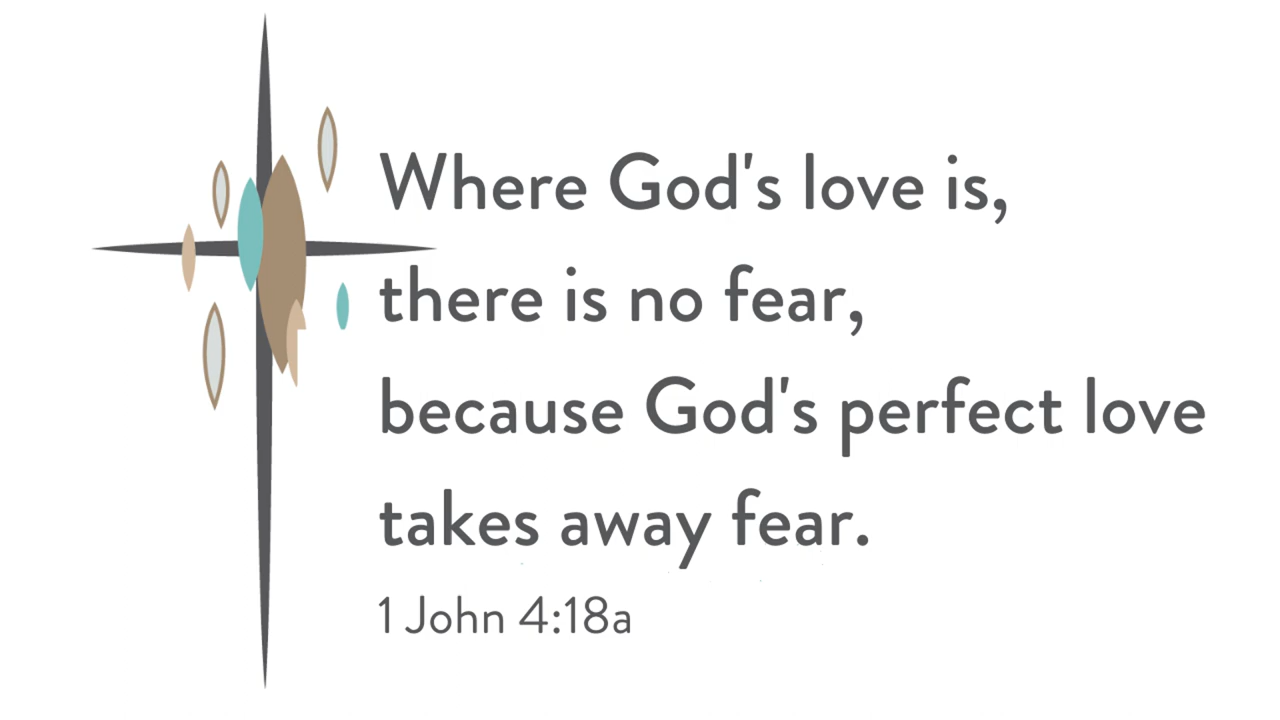 Where God's love is,
there is no fear,
because God's perfect love
takes away fear.
1 John 4:18a